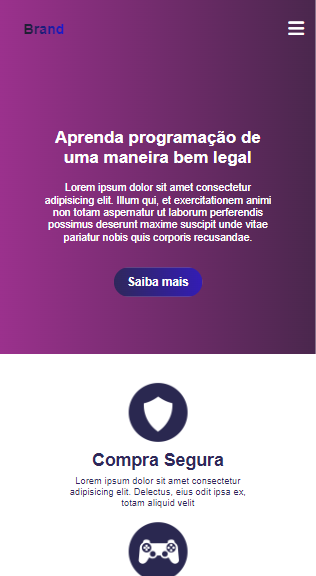 Brand
Aprenda programação de
uma maneira bem legal
Lorem ipsum dolor sit amet consectetur
adipisicing elit. Illum qui, et exercitationem animi
non totam aspernatur ut laborum perferendis
possimus deserunt maxime suscipit unde vitae
pariatur nobis quis corporis recusandae.
Saiba mais
Compra Segura
Lorem ipsum dolor sit amet consectetur
adipisicing elit. Delectus, eius odit ipsa ex,
totam aliquid velit